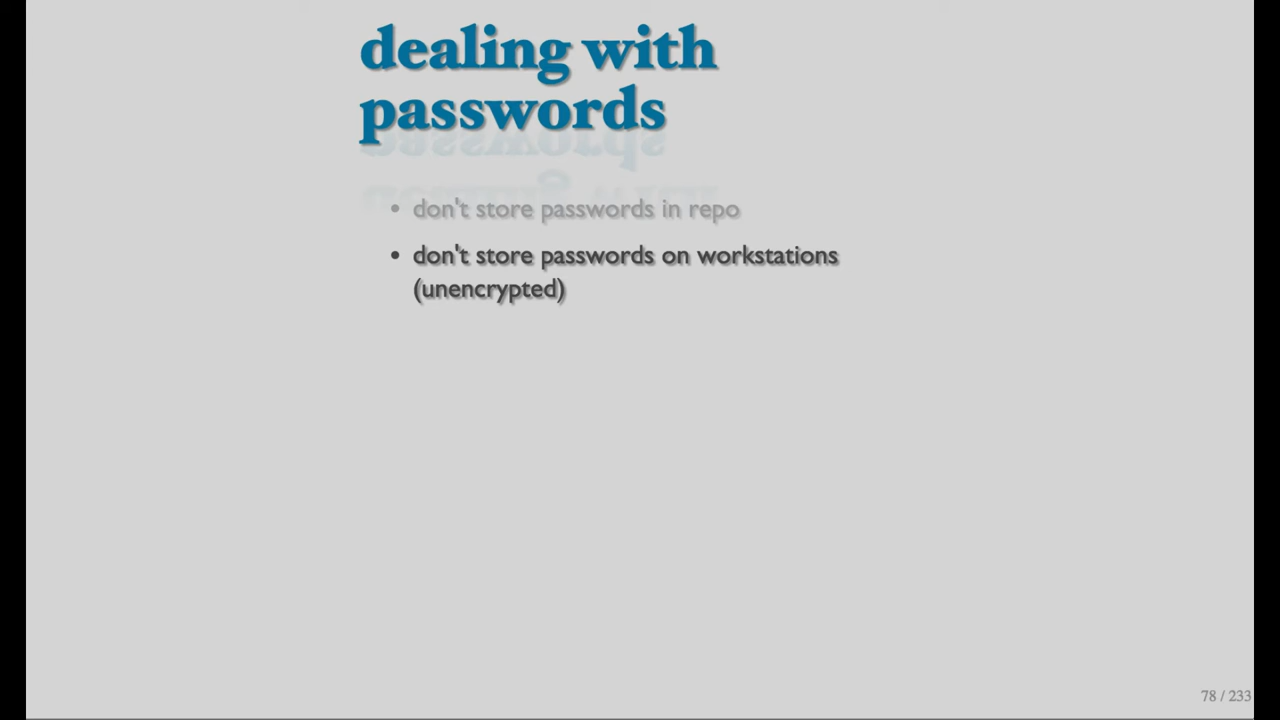 dealing with
passwords
• don't store passwords in repo
• don't store passwords on workstations
(unencrypted)
78 / 233